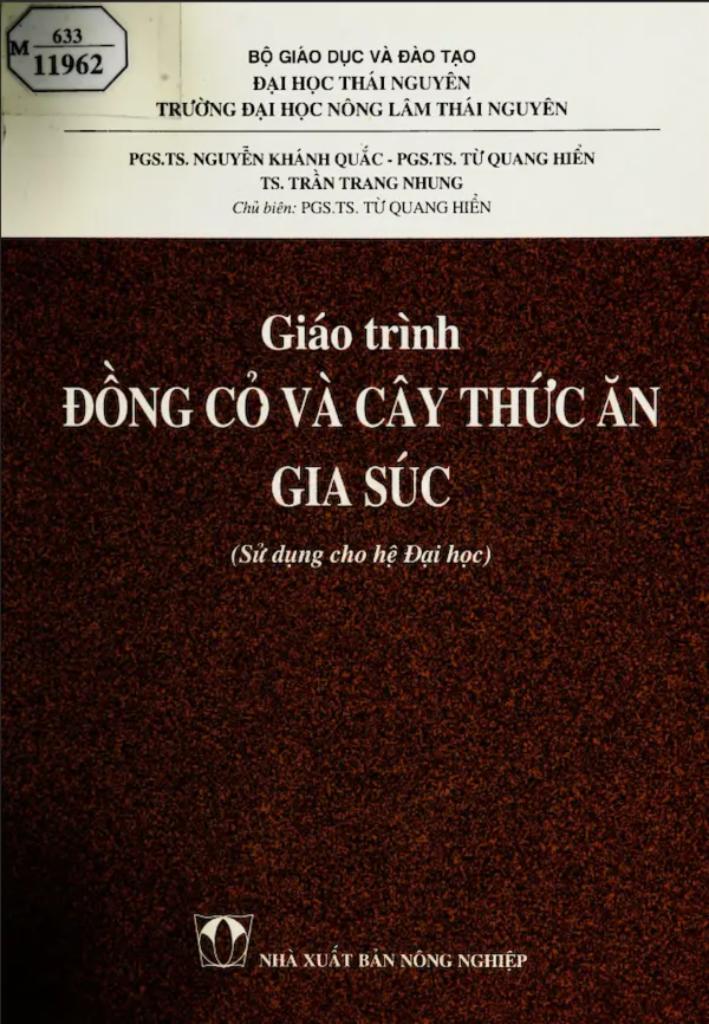 M 633
11962
BỘ GIÁO DỤC VÀ ĐÀO TẠO
ĐẠI HỌC THÁI NGUYÊN
TRƯỜNG ĐẠI HỌC NÔNG LÂM THÁI NGUYÊN
PGS.TS. NGUYỄN KHÁNH QUẮC - PGS.TS. TỪ QUANG HIỂN
TS. TRẦN TRANG NHUNG
Chủ biên: PGS.TS. TỪ QUANG HIỂN
Giáo trình
ĐỒNG CỎ VÀ CÂY THỨC ĂN
GIA SÚC
(Sử dụng cho hệ Đại học)
NHÀ XUẤT BẢN NÔNG NGHIỆP